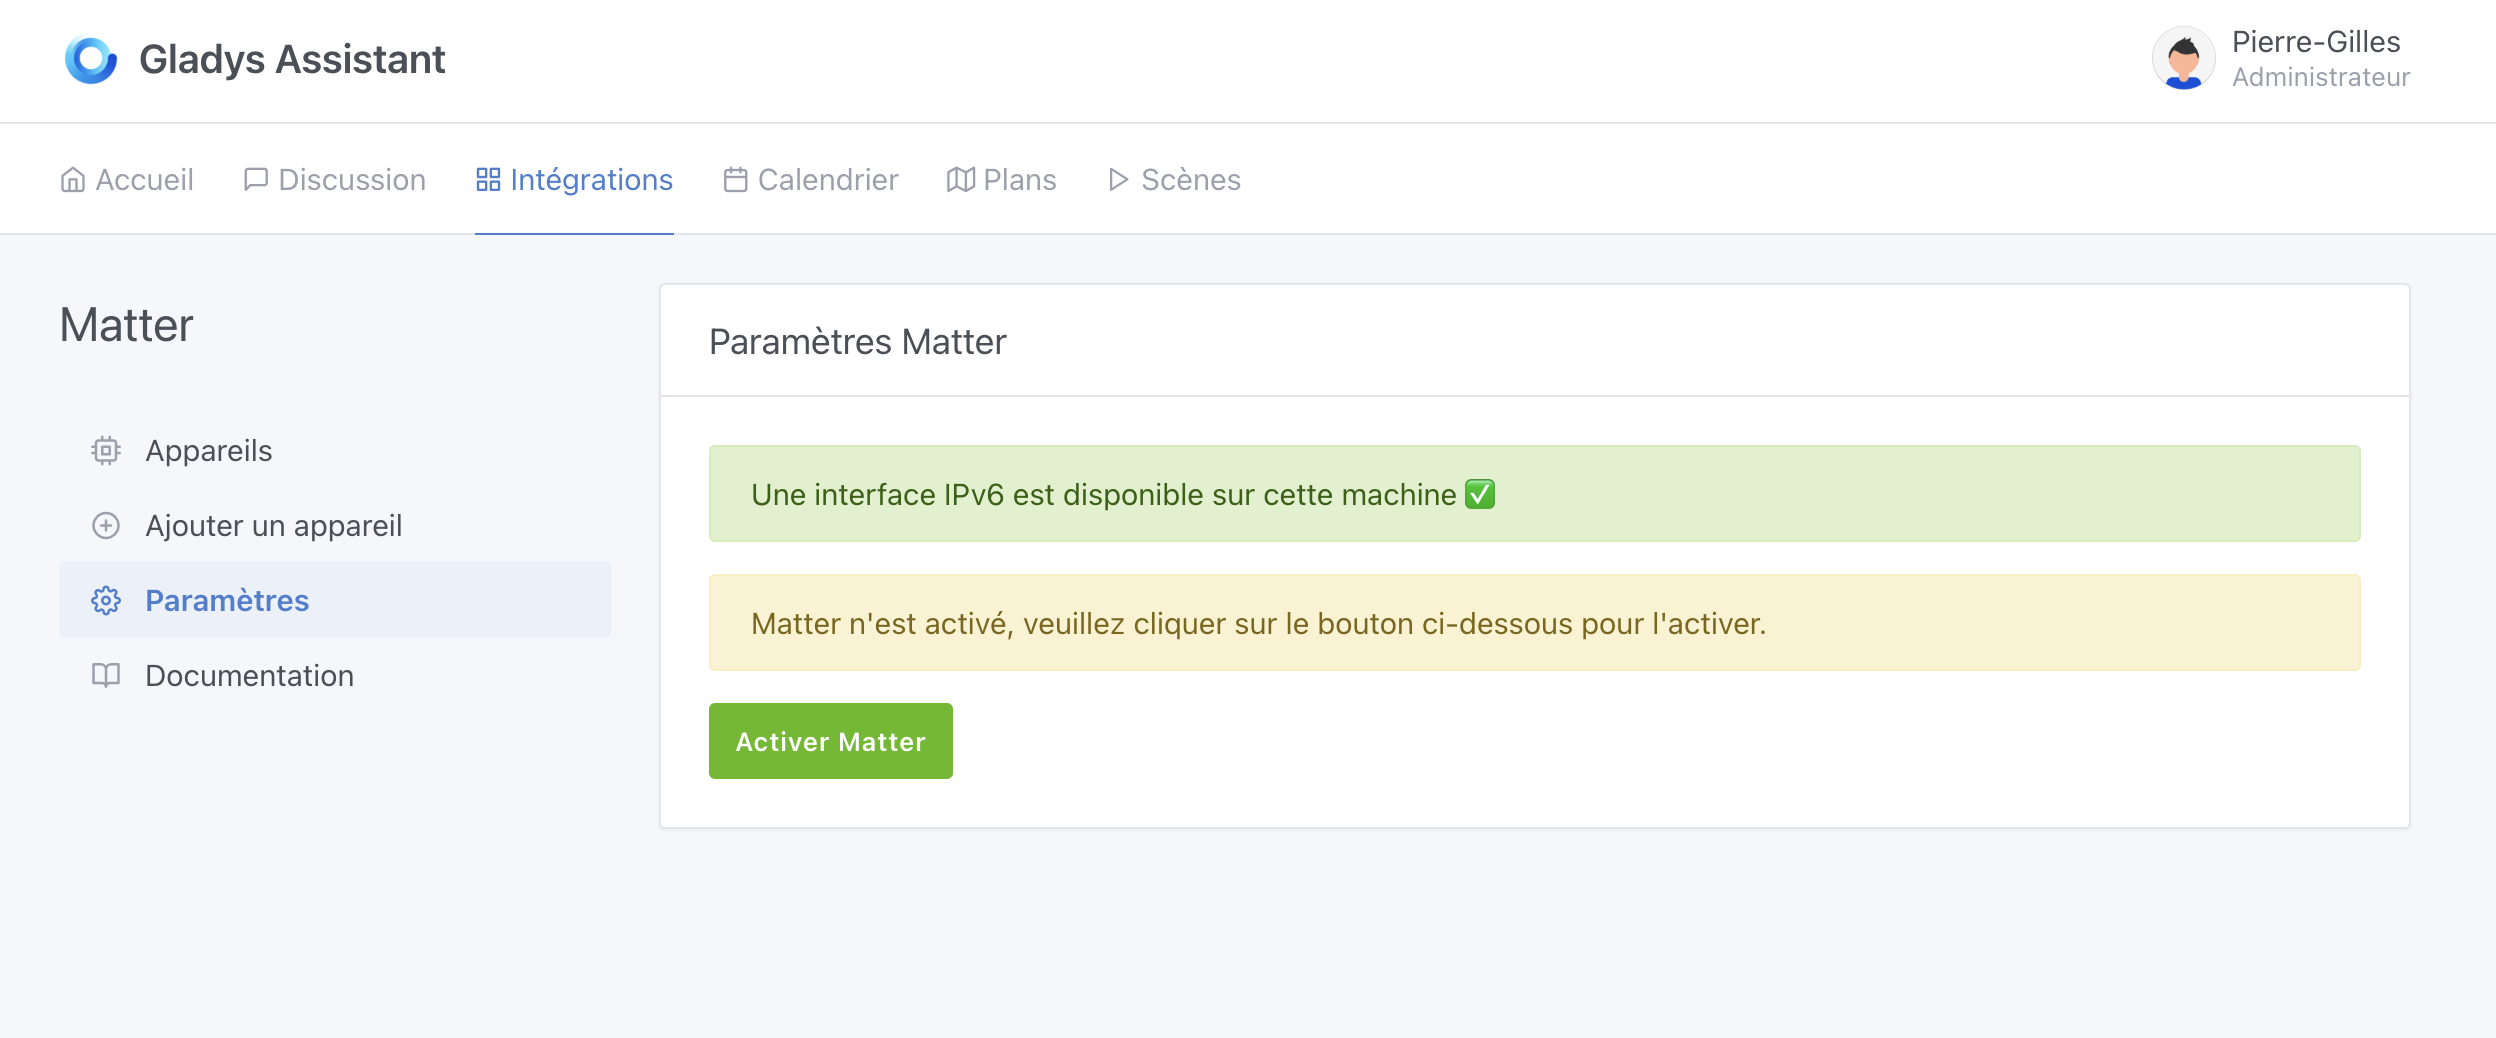 Gladys Assistant
Pierre-Gilles
Administrateur
Accueil
Discussion
Intégrations
Calendrier
Plans
Scènes
Matter
Appareils
Ajouter un appareil
Paramètres
Documentation
Paramètres Matter
Une interface IPv6 est disponible sur cette machine ✅
Matter n'est activé, veuillez cliquer sur le bouton ci-dessous pour l'activer.
Activer Matter